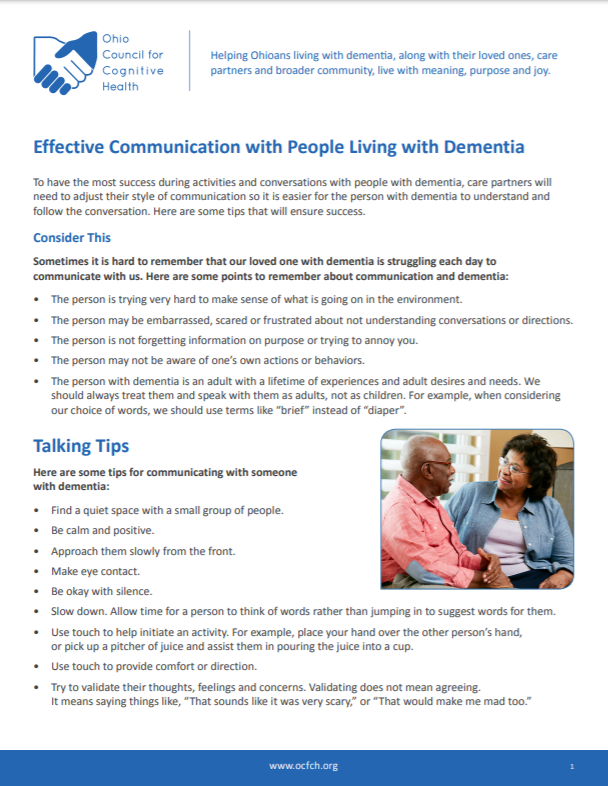 Ohio
Council for
Cognitive
Health
Helping Ohioans living with dementia, along with their loved ones, care
partners and broader community, live with meaning, purpose and joy.
Effective Communication with People Living with Dementia
To have the most success during activities and conversations with people with dementia, care partners will
need to adjust their style of communication so it is easier for the person with dementia to understand and
follow the conversation. Here are some tips that will ensure success.
Consider This
Sometimes it is hard to remember that our loved one with dementia is struggling each day to
communicate with us. Here are some points to remember about communication and dementia:
• The person is trying very hard to make sense of what is going on in the environment.
• The person may be embarrassed, scared or frustrated about not understanding conversations or directions.
• The person is not forgetting information on purpose or trying to annoy you.
• The person may not be aware of one's own actions or behaviors.
• The person with dementia is an adult with a lifetime of experiences and adult desires and needs. We
should always treat them and speak with them as adults, not as children. For example, when considering
our choice of words, we should use terms like “brief” instead of “diaper”.
Talking Tips
Here are some tips for communicating with someone
with dementia:
• Find a quiet space with a small group of people.
• Be calm and positive.
• Approach them slowly from the front.
• Make eye contact.
• Be okay with silence.
• Slow down. Allow time for a person to think of words rather than jumping in to suggest words for them.
• Use touch to help initiate an activity. For example, place your hand over the other person's hand,
or pick up a pitcher of juice and assist them in pouring the juice into a cup.
• Use touch to provide comfort or direction.
• Try to validate their thoughts, feelings and concerns. Validating does not mean agreeing.
It means saying things like, “That sounds like it was very scary,” or “That would make me mad too.”
www.ocfch.org
1